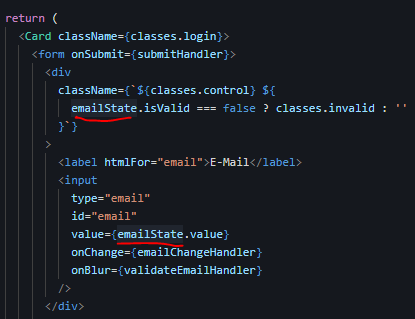 return (
<Card className={classes.login}>
<form onSubmit={submitHandler}>
<div
className={`${classes.control} ${
emailState.isValid === false ? classes.invalid : ''
}`}
>
<label htmlFor="email">E-Mail</label>
<input
type="email"
id="email"
value={emailState.value}
onChange={emailChangeHandler}
onBlur={validateEmailHandler}
/>
</div>